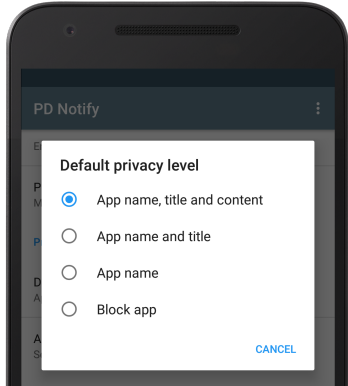 PD Notify
Default privacy level
App name, title and content
App name and title
App name
Block app
CANCEL